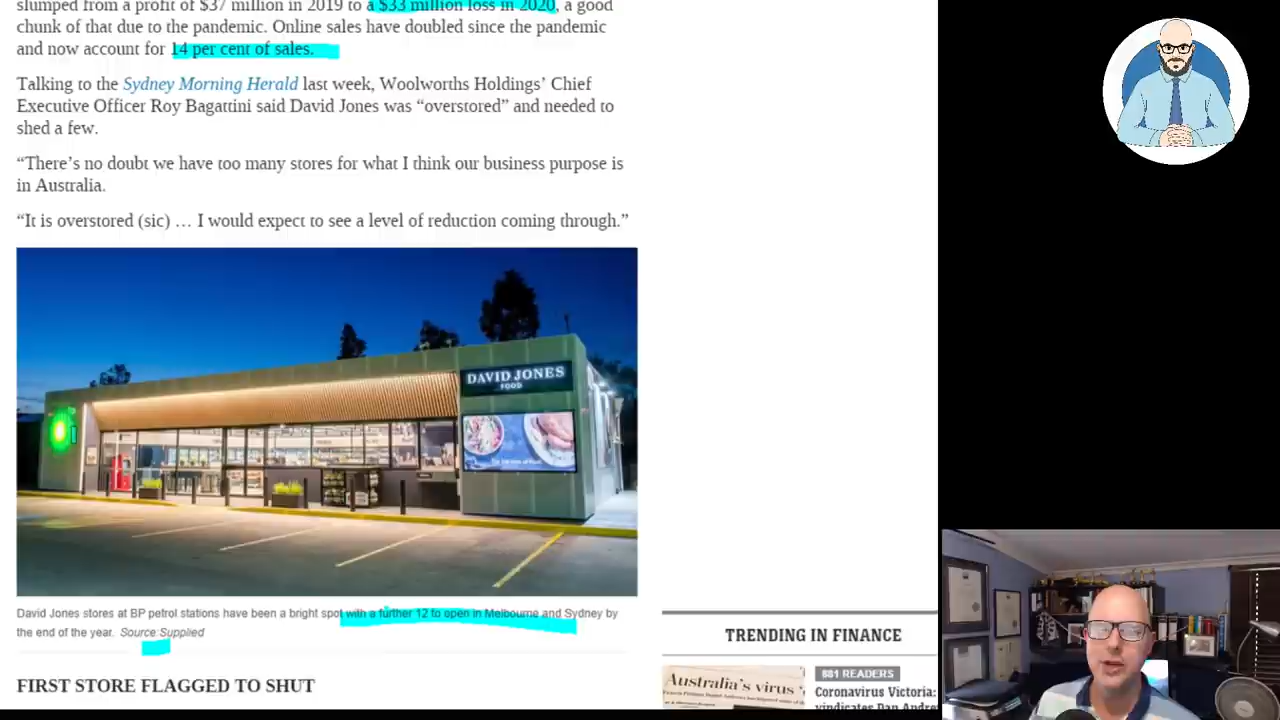 slumped from a profit of $37 million in 2019 to a $33 million loss in 2020, a good
chunk of that due to the pandemic. Online sales have doubled since the pandemic
and now account for 14 per cent of sales.
Talking to the Sydney Morning Herald last week, Woolworths Holdings’ Chief
Executive Officer Roy Bagattini said David Jones was “overstored” and needed to
shed a few.
“There’s no doubt we have too many stores for what I think our business purpose is
in Australia.
“It is overstored (sic) … I would expect to see a level of reduction coming through.”
DAVID JONES
FOOD
David Jones stores at BP petrol stations have been a bright spot with a further 12 to open in Melbourne and Sydney by
the end of the year. Source:Supplied
FIRST STORE FLAGGED TO SHUT
TRENDING IN FINANCE
Australia's virus
881 READERS
Coronavirus Victoria:
vindicates Dan Andre